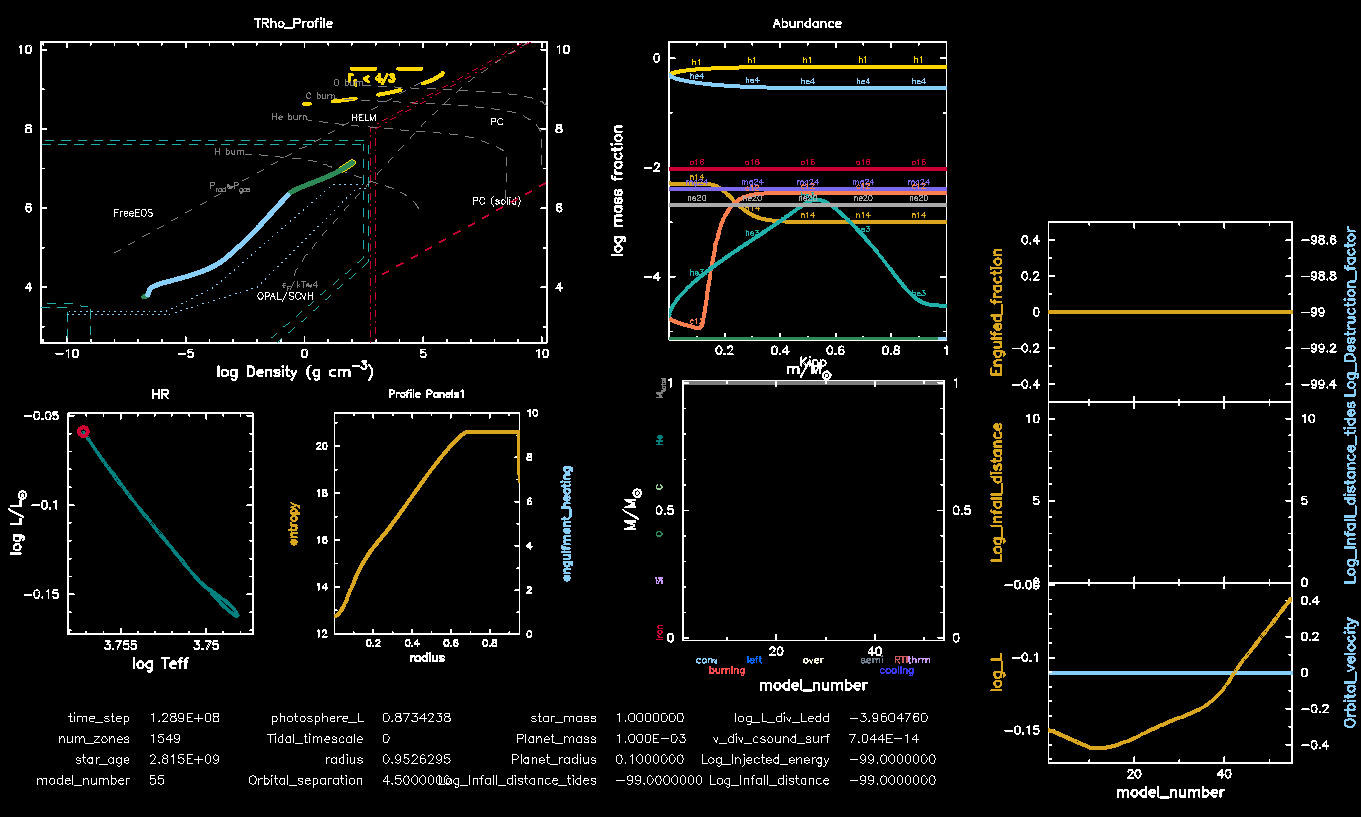 TRho_Profile
10
8
6
4
10
8
6
4
-10
-5
0
5
10
log Density (g cm⁻³)
Γ₁ < 4/3
O burn
C burn
He burn
H burn
HELM
PC
PC (solid)
Prad≈Pgas
FreeEOS
OPAL/SCVH
εF/kT≈4
Abundance
log mass fraction
0
-2
-4
h1 h1 h1 h1 h1
he4 he4 he4 he4 he4
o16 o16 o16 o16 o16
mg24 mg24 mg24 mg24
n14
ne20 ne20 ne20 ne20
n14 n14 n14 n14
he3 he3 he3 he3 he3
c12
0.2 0.4 0.6 0.8 1
m/M⊙
HR
log L/L⊙
-0.05
-0.1
-0.15
3.755 3.75
log Teff
Profile Panels1
entropy
20
18
16
14
12
10
8
6
4
2
0
engulfment_heating
0.2 0.4 0.6 0.8
radius
Kipp
M/M⊙
He
C
O
Si
Iron
1
0.5
0
1
0.5
0
20 40
conv left over semi RTI thrm
burning cooling
model_number
Engulfed_fraction
0.4
0.2
0
-0.2
-0.4
-98.6
-98.8
-99
-99.2
-99.4
Log_Destruction_factor
Log_Infall_distance
10
5
10
5
0
Log_Infall_distance_tides
log_L
-0.05
-0.1
-0.15
0.4
0.2
0
-0.2
-0.4
Orbital_velocity
20 40
model_number
time_step 1.289E+08 photosphere_L 0.8734238 star_mass 1.0000000 log_L_div_Ledd -3.9604760
num_zones 1549 Tidal_timescale 0 Planet_mass 1.000E-03 v_div_csound_surf 7.044E-14
star_age 2.815E+09 radius 0.9526295 Planet_radius 0.1000000 Log_Injected_energy -99.0000000
model_number 55 Orbital_separation 4.5000000 Log_Infall_distance_tides -99.0000000 Log_Infall_distance -99.0000000